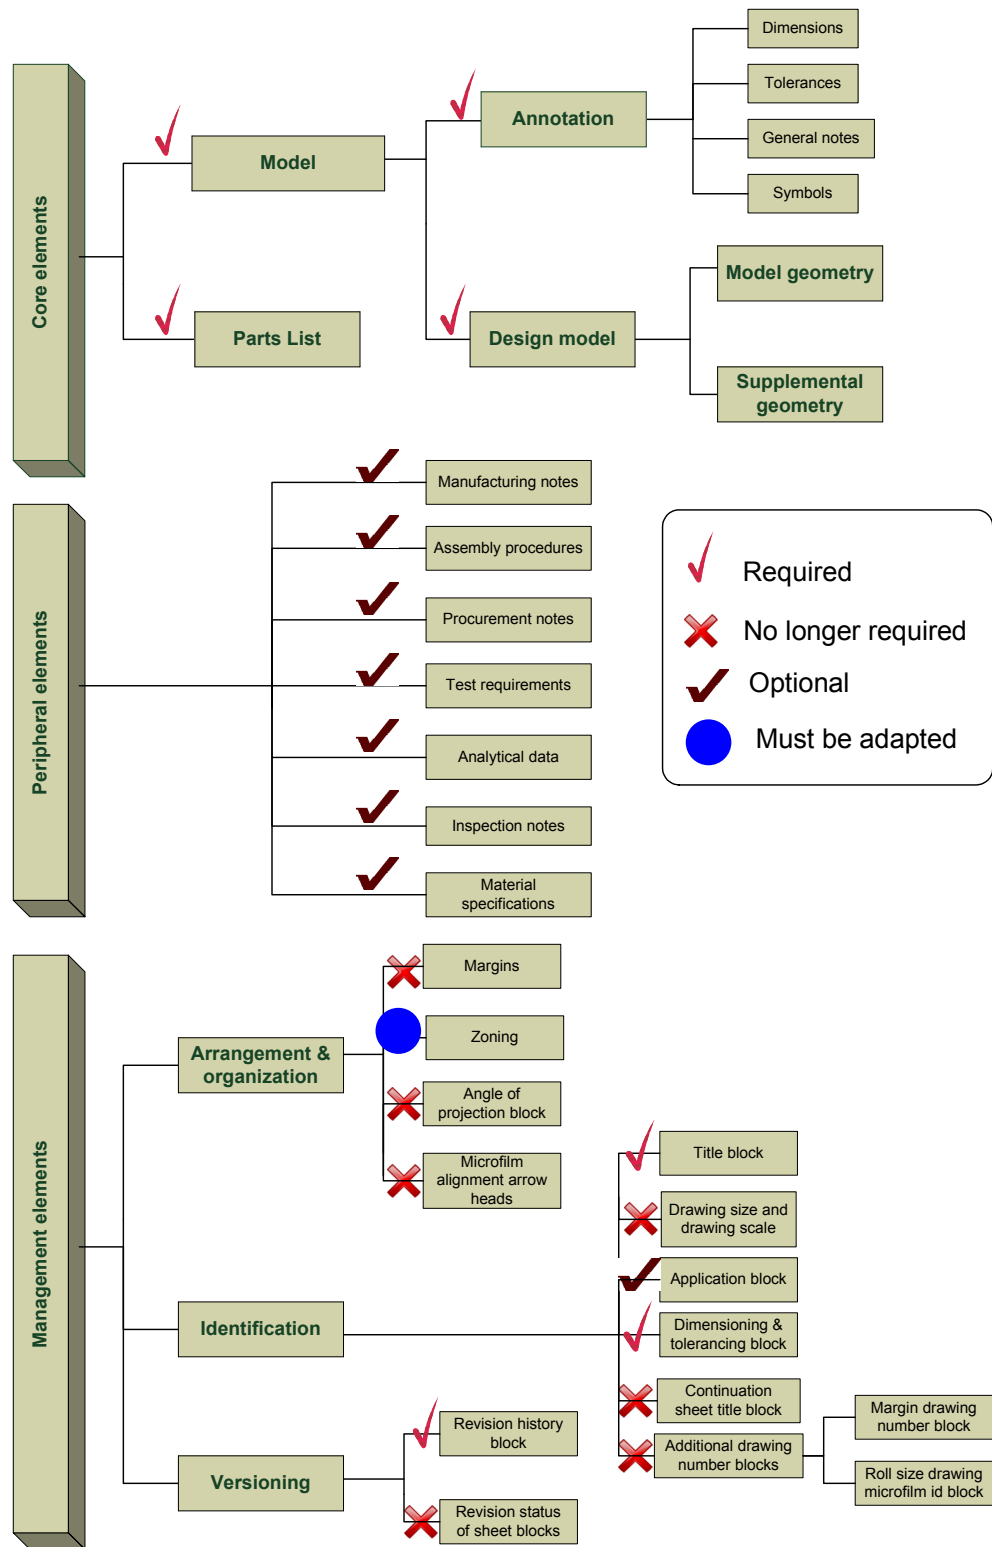 Core elements
Model
Parts List
Annotation
Design model
Dimensions
Tolerances
General notes
Symbols
Model geometry
Supplemental
geometry
Peripheral elements
Manufacturing notes
Assembly procedures
Procurement notes
Test requirements
Analytical data
Inspection notes
Material
specifications
Required
No longer required
Optional
Must be adapted
Management elements
Arrangement &
organization
Margins
Zoning
Angle of
projection block
Microfilm
alignment arrow
heads
Identification
Title block
Drawing size and
drawing scale
Application block
Dimensioning &
tolerancing block
Continuation
sheet title block
Additional drawing
number blocks
Margin drawing
number block
Roll size drawing
microfilm id block
Versioning
Revision history
block
Revision status
of sheet blocks